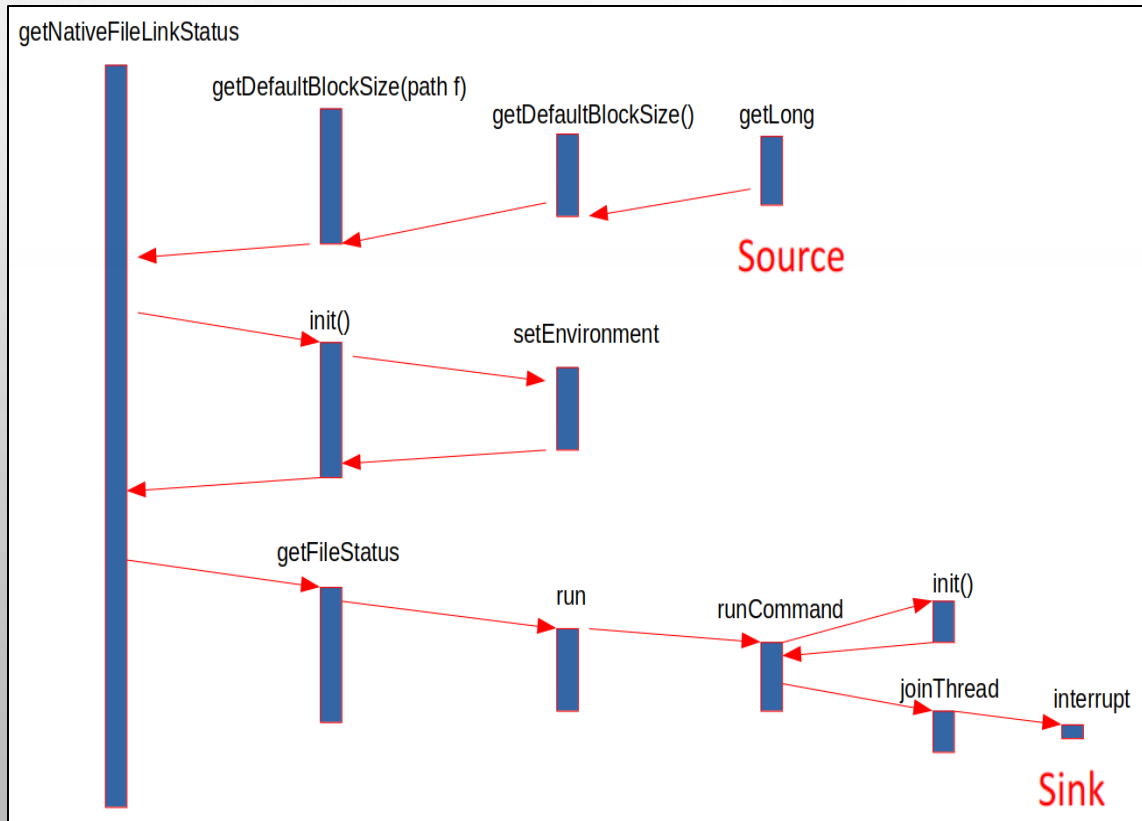 getNativeFileLinkStatus
getDefaultBlockSize(path f)
getDefaultBlockSize()
getLong
Source
init()
setEnvironment
getFileStatus
run
runCommand
init()
joinThread
interrupt
Sink